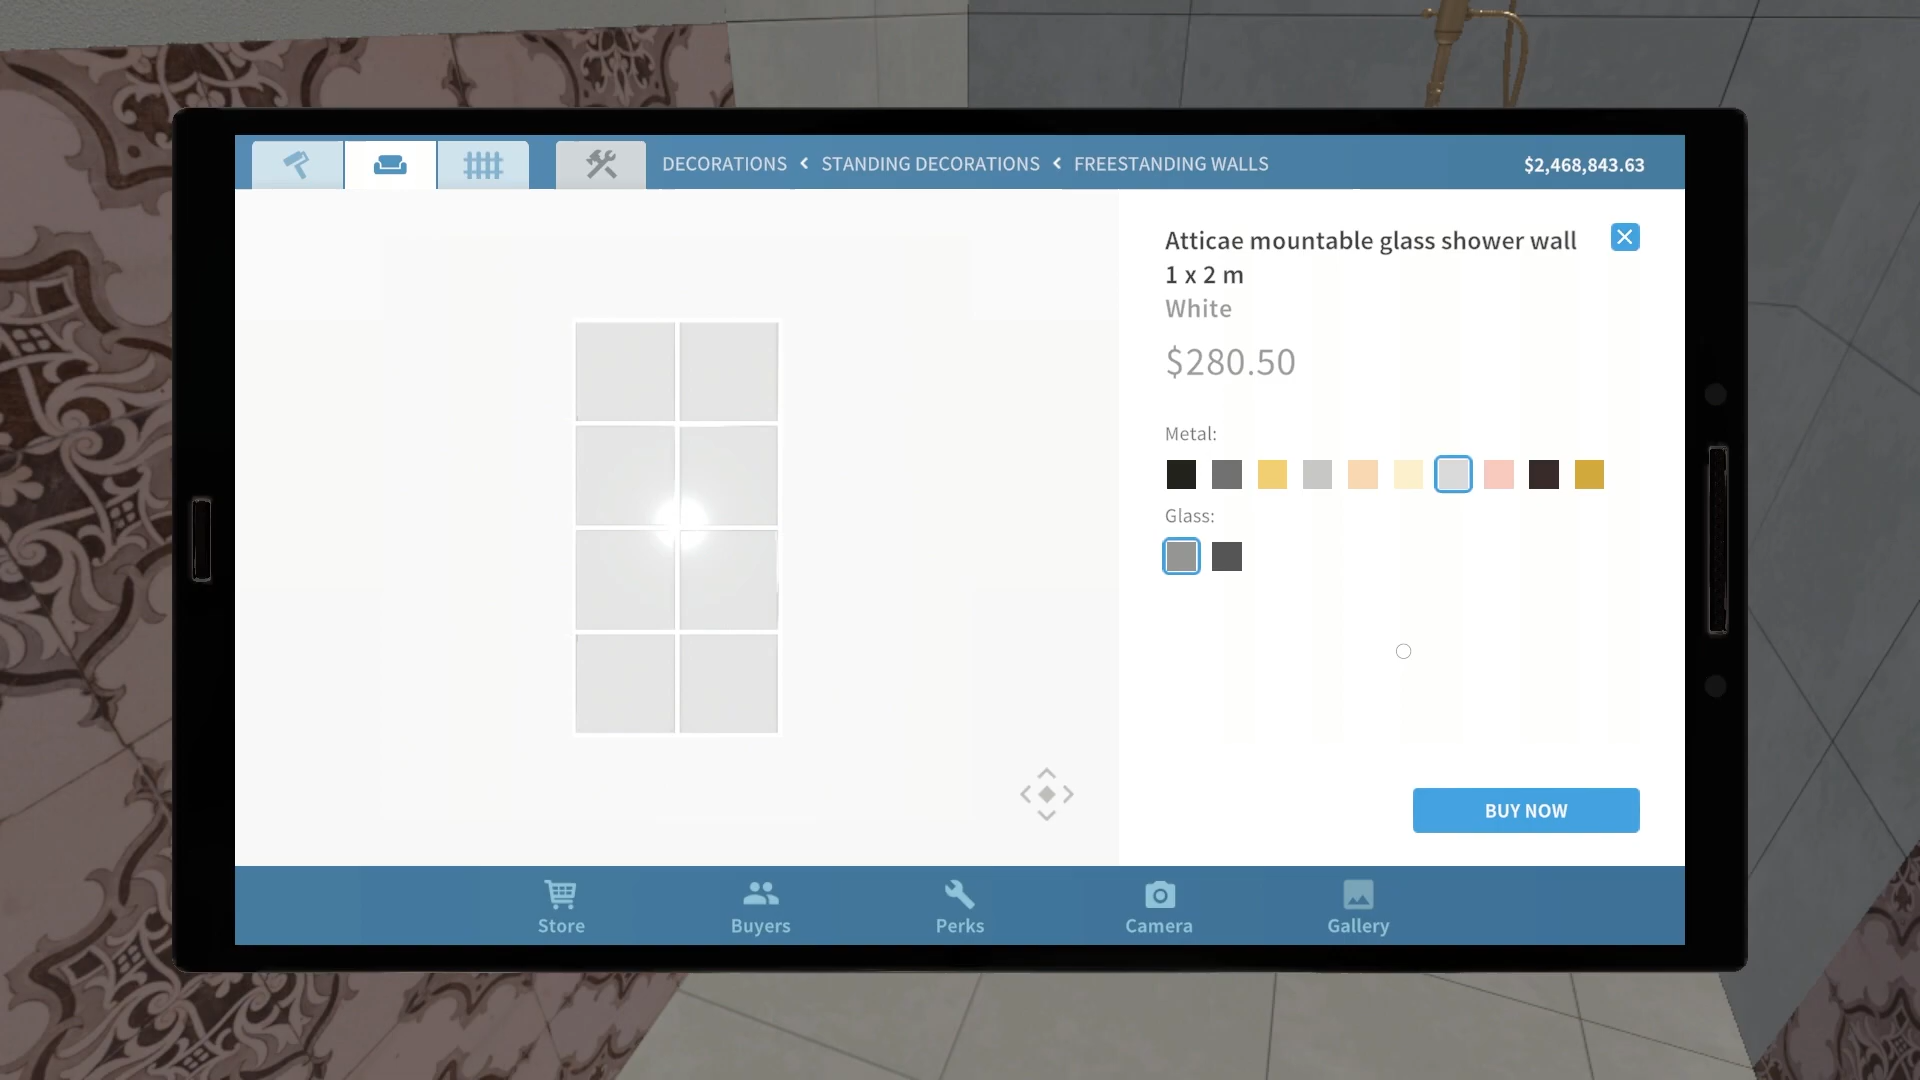 DECORATIONS < STANDING DECORATIONS < FREESTANDING WALLS
$2,468,843.63
Atticae mountable glass shower wall
1 x 2 m
White
$280.50
Metal:
Glass:
BUY NOW
Store
Buyers
Perks
Camera
Gallery